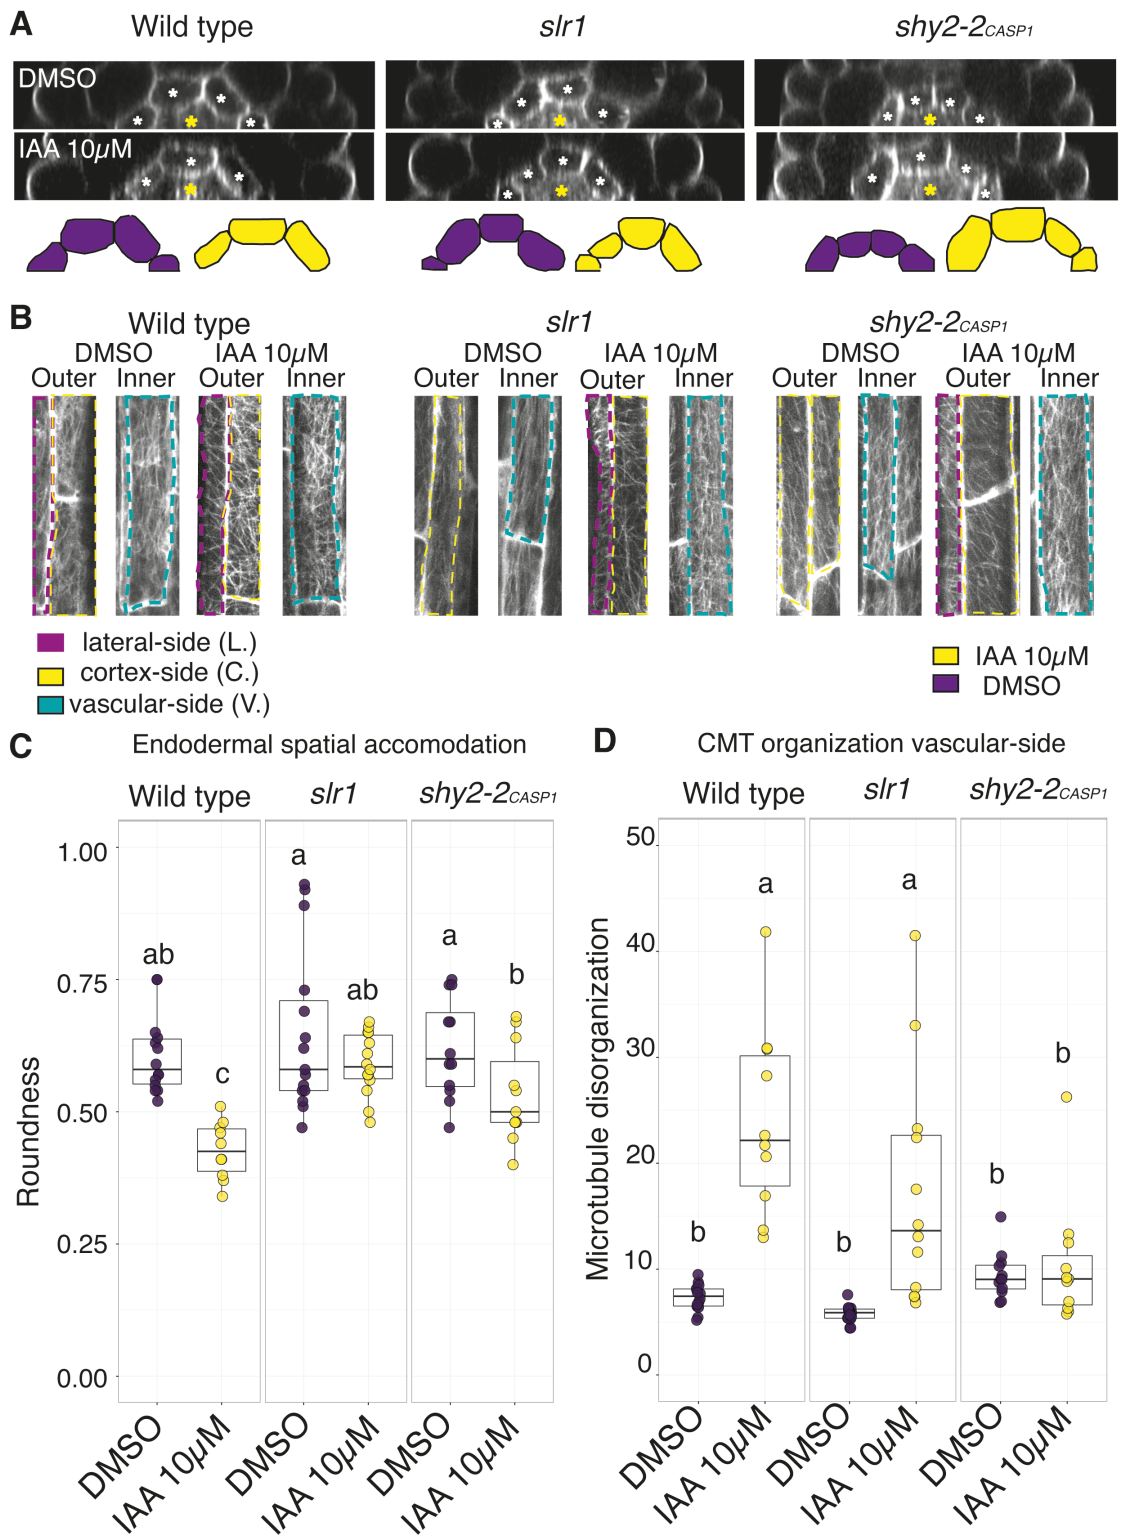 A
Wild type
slr1
shy2-2CASP1
DMSO
IAA 10µM
B
Wild type
slr1
shy2-2CASP1
DMSO IAA 10µM DMSO IAA 10µM DMSO IAA 10µM
Outer Inner Outer Inner Outer Inner Outer Inner Outer Inner Outer Inner
lateral-side (L.)
cortex-side (C.)
vascular-side (V.)
IAA 10µM
DMSO
C
Endodermal spatial accomodation
Wild type slr1 shy2-2CASP1
Roundness
1.00
0.75
0.50
0.25
0.00
ab
c
a
ab
a
b
DMSO
IAA 10µM
DMSO
IAA 10µM
DMSO
IAA 10µM
D
CMT organization vascular-side
Wild type slr1 shy2-2CASP1
Microtubule disorganization
50
40
30
20
10
0
b
a
b
a
b
b
DMSO
IAA 10µM
DMSO
IAA 10µM
DMSO
IAA 10µM